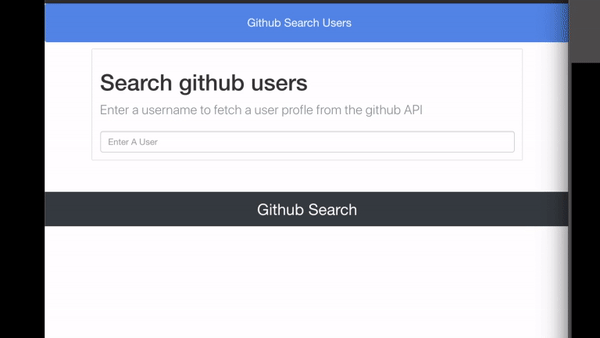 Github Search Users
Search github users
Enter a username to fetch a user profle from the github API
Enter A User
Github Search